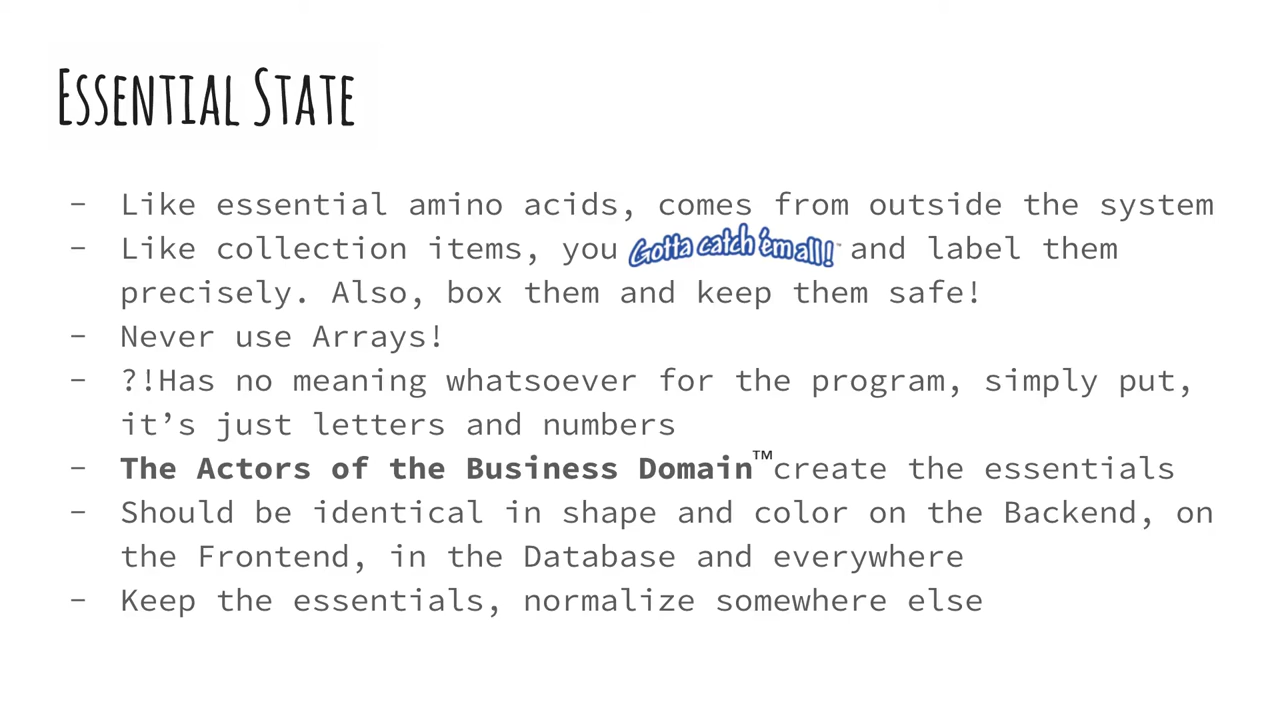 ESSENTIAL STATE
- Like essential amino acids, comes from outside the system
- Like collection items, you Gotta catch 'em all!™ and label them
precisely. Also, box them and keep them safe!
- Never use Arrays!
- ?!Has no meaning whatsoever for the program, simply put,
it’s just letters and numbers
- The Actors of the Business Domain™create the essentials
- Should be identical in shape and color on the Backend, on
the Frontend, in the Database and everywhere
- Keep the essentials, normalize somewhere else